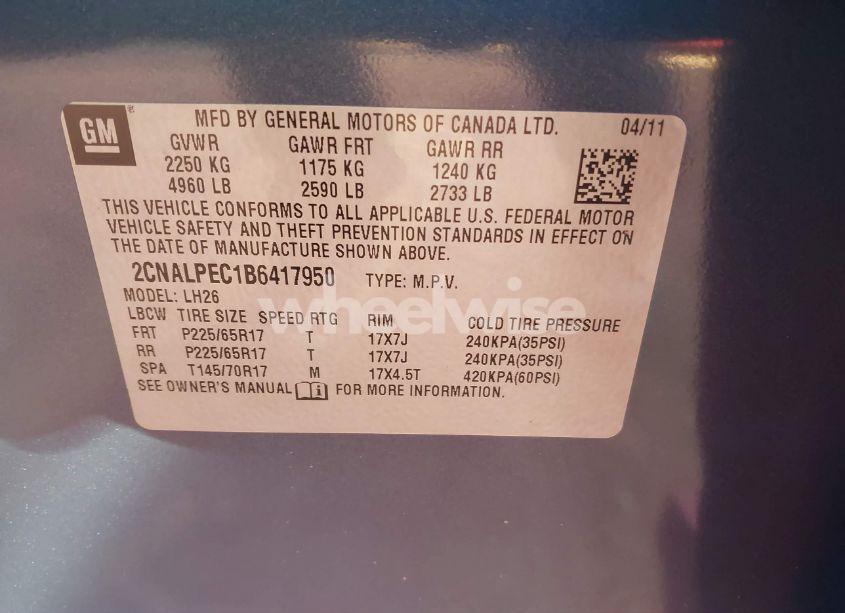 GM
MFD BY GENERAL MOTORS OF CANADA LTD. 04/11
GVWR GAWR FRT GAWR RR
2250 KG 1175 KG 1240 KG
4960 LB 2590 LB 2733 LB
THIS VEHICLE CONFORMS TO ALL APPLICABLE U.S. FEDERAL MOTOR
VEHICLE SAFETY AND THEFT PREVENTION STANDARDS IN EFFECT ON
THE DATE OF MANUFACTURE SHOWN ABOVE.
2CNALPEC1B6417950 TYPE: M.P.V.
MODEL: LH26
wheelwise
LBCW TIRE SIZE SPEED RTG RIM COLD TIRE PRESSURE
FRT P225/65R17 T 17X7J 240KPA(35PSI)
RR P225/65R17 T 17X7J 240KPA(35PSI)
SPA T145/70R17 M 17X4.5T 420KPA(60PSI)
SEE OWNER'S MANUAL FOR MORE INFORMATION.